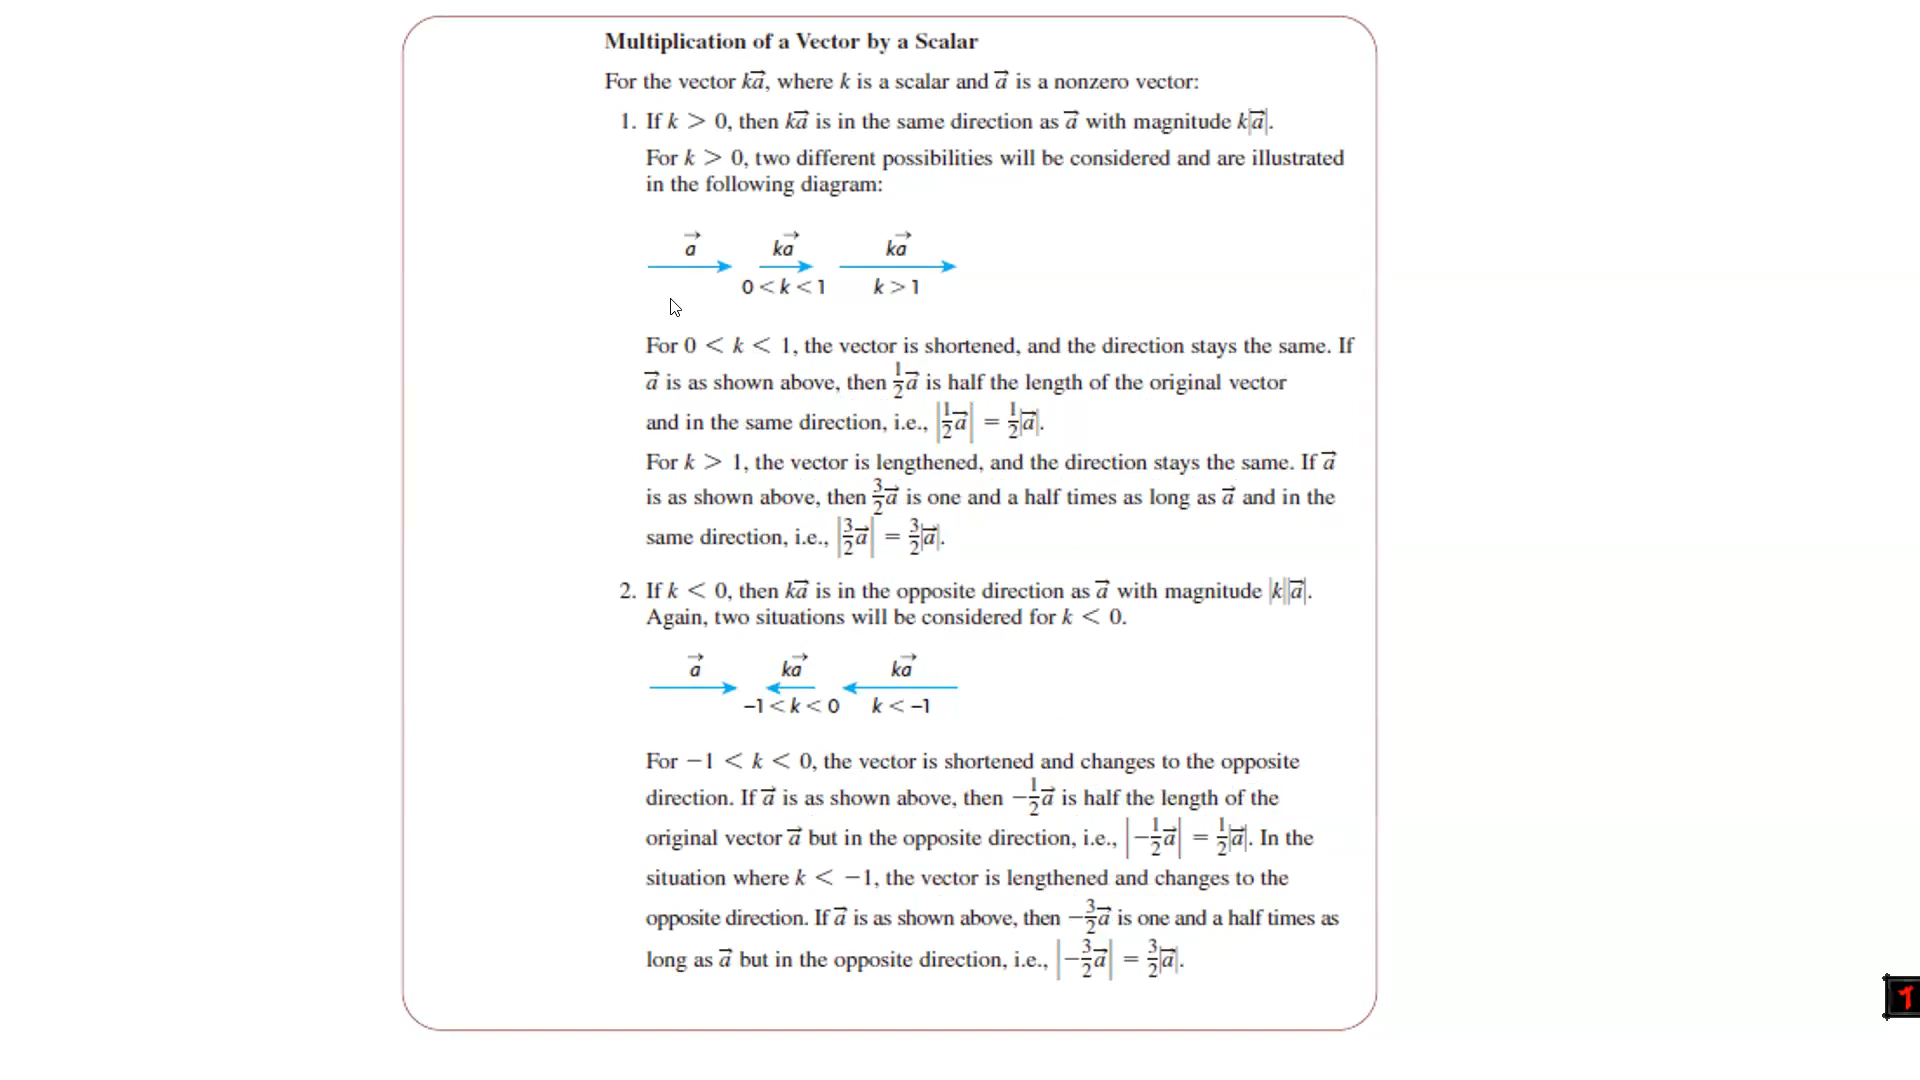 Multiplication of a Vector by a Scalar
For the vector ka⃗, where k is a scalar and a⃗ is a nonzero vector:
1. If k > 0, then ka⃗ is in the same direction as a⃗ with magnitude k|a⃗|.
For k > 0, two different possibilities will be considered and are illustrated
in the following diagram:
a⃗ ka⃗ ka⃗
0 < k < 1 k > 1
For 0 < k < 1, the vector is shortened, and the direction stays the same. If
a⃗ is as shown above, then 1/2 a⃗ is half the length of the original vector
and in the same direction, i.e., |1/2 a⃗| = 1/2|a⃗|.
For k > 1, the vector is lengthened, and the direction stays the same. If a⃗
is as shown above, then 3/2 a⃗ is one and a half times as long as a⃗ and in the
same direction, i.e., |3/2 a⃗| = 3/2|a⃗|.
2. If k < 0, then ka⃗ is in the opposite direction as a⃗ with magnitude |k||a⃗|.
Again, two situations will be considered for k < 0.
a⃗ ka⃗ ka⃗
−1 < k < 0 k < −1
For −1 < k < 0, the vector is shortened and changes to the opposite
direction. If a⃗ is as shown above, then −1/2 a⃗ is half the length of the
original vector a⃗ but in the opposite direction, i.e., |−1/2 a⃗| = 1/2|a⃗|. In the
situation where k < −1, the vector is lengthened and changes to the
opposite direction. If a⃗ is as shown above, then −3/2 a⃗ is one and a half times as
long as a⃗ but in the opposite direction, i.e., |−3/2 a⃗| = 3/2|a⃗|.